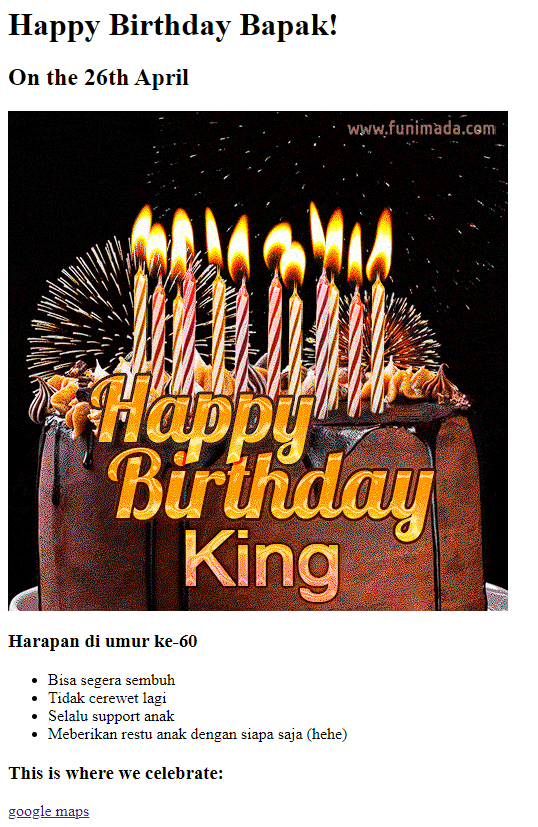 Happy Birthday Bapak!
On the 26th April
www.funimada.com
Happy
Birthday
King
Harapan di umur ke-60
Bisa segera sembuh
Tidak cerewet lagi
Selalu support anak
Meberikan restu anak dengan siapa saja (hehe)
This is where we celebrate:
google maps